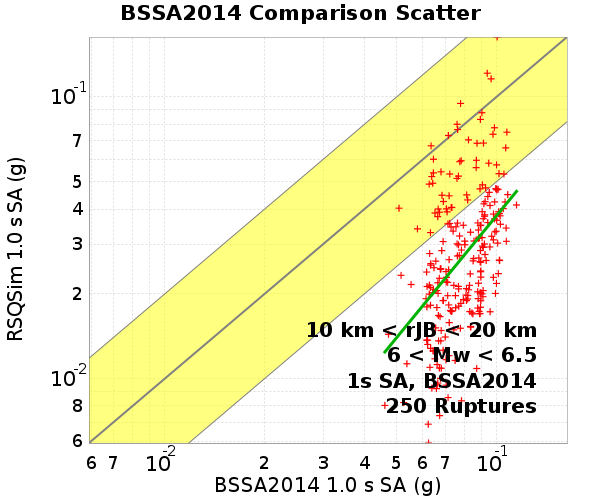 BSSA2014 Comparison Scatter
RSQSim 1.0 s SA (g)
10-1
7
5
4
3
2
10-2
8
6
10 km < rJB < 20 km
6 < Mw < 6.5
1s SA, BSSA2014
250 Ruptures
6 7 10-2 2 3 4 5 6 7 10-1
BSSA2014 1.0 s SA (g)